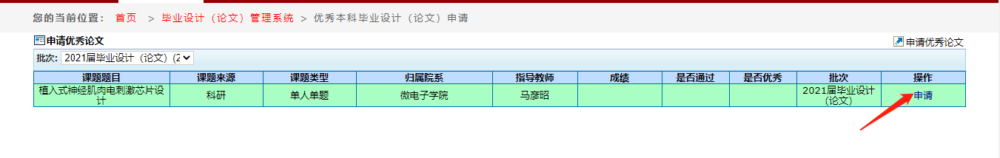 您的当前位置： 首页 > 毕业设计（论文）管理系统 > 优秀本科毕业设计（论文）申请
申请优秀论文
申请优秀论文
批次: 2021届毕业设计（论文）(2
课题题目 课题来源 课题类型 归属院系 指导教师 成绩 是否通过 是否优秀 批次 操作
植入式神经肌肉电刺激芯片设
计
科研 单人单题 微电子学院 马彦昭
2021届毕业设计
（论文）
申请